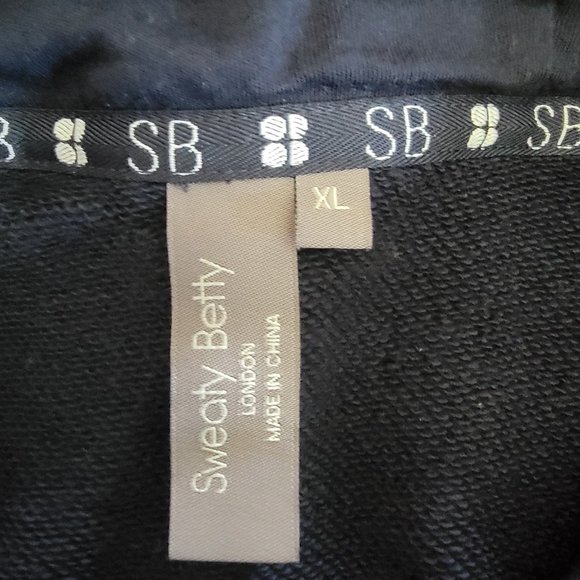 B SB SB SB
XL
Sweaty Betty
LONDON
MADE IN CHINA